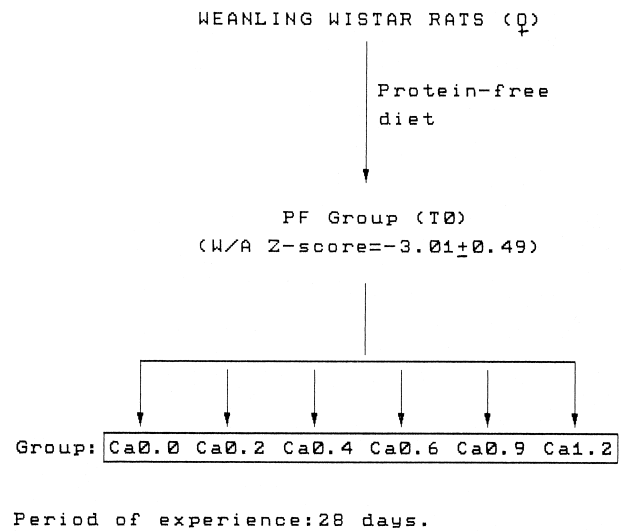 WEANLING WISTAR RATS (♀)
Protein-free
diet
PF Group (T0)
(W/A Z-score=-3.01±0.49)
Group: Ca0.0 Ca0.2 Ca0.4 Ca0.6 Ca0.9 Ca1.2
Period of experience:28 days.